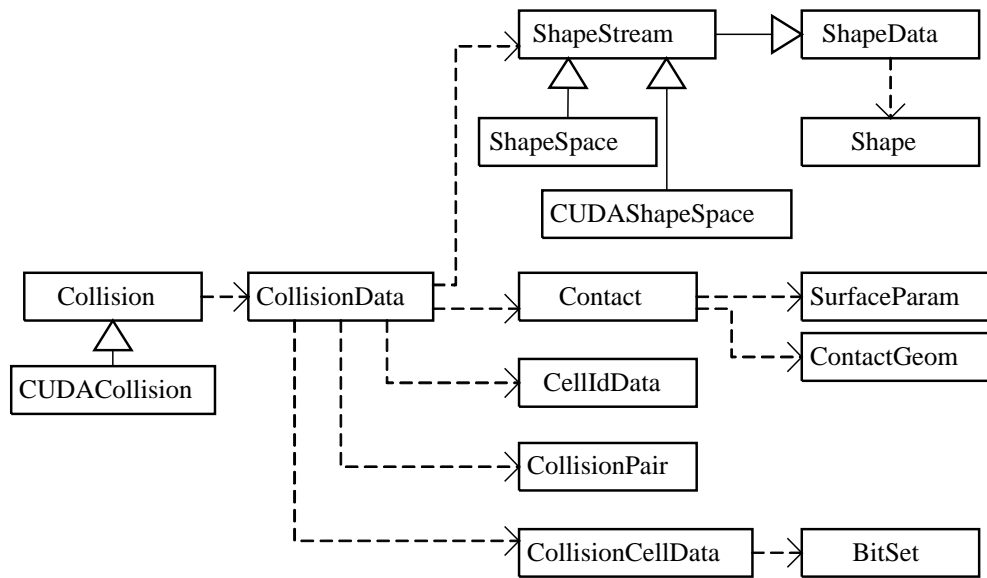 ShapeStream
ShapeData
ShapeSpace
Shape
CUDAShapeSpace
Collision
CollisionData
Contact
SurfaceParam
ContactGeom
CUDACollision
CellIdData
CollisionPair
CollisionCellData
BitSet